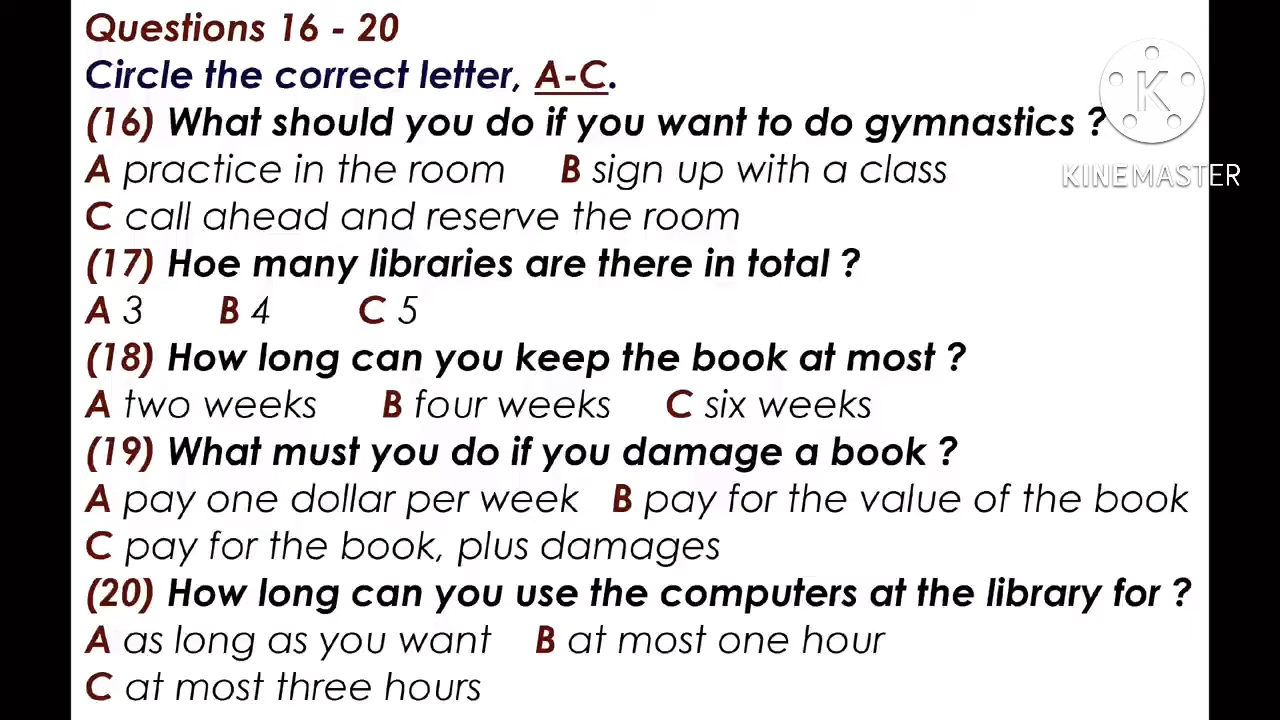 Questions 16 - 20
Circle the correct letter, A-C.
(16) What should you do if you want to do gymnastics ?
A practice in the room B sign up with a class
C call ahead and reserve the room
(17) Hoe many libraries are there in total ?
A 3 B 4 C 5
(18) How long can you keep the book at most ?
A two weeks B four weeks C six weeks
(19) What must you do if you damage a book ?
A pay one dollar per week B pay for the value of the book
C pay for the book, plus damages
(20) How long can you use the computers at the library for ?
A as long as you want B at most one hour
C at most three hours
K
KINEMASTER